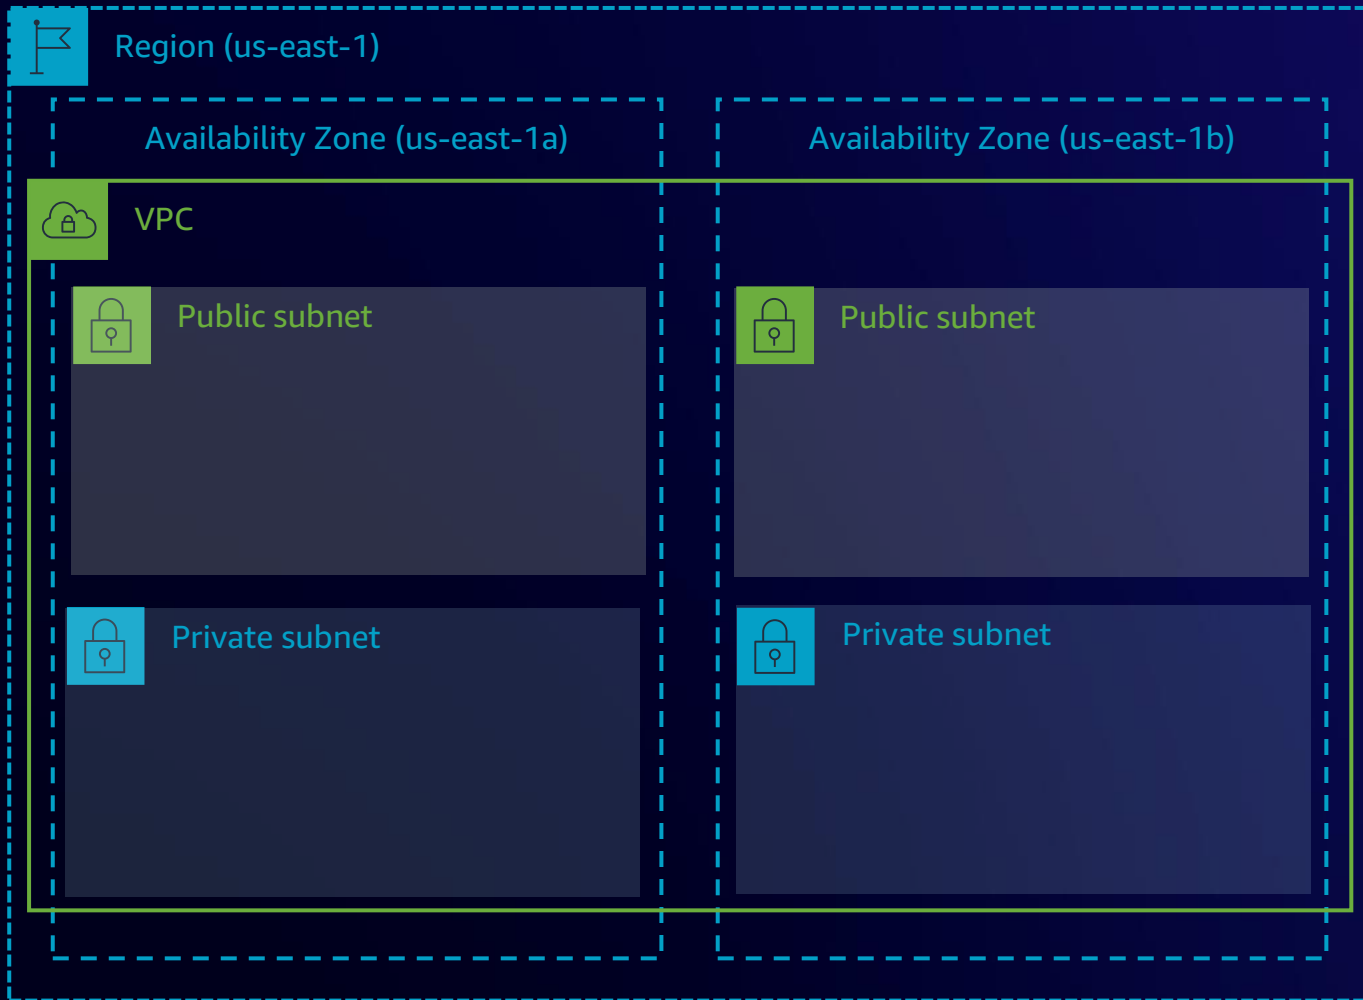 Region (us-east-1)
Availability Zone (us-east-1a)
Availability Zone (us-east-1b)
VPC
Public subnet
Public subnet
Private subnet
Private subnet